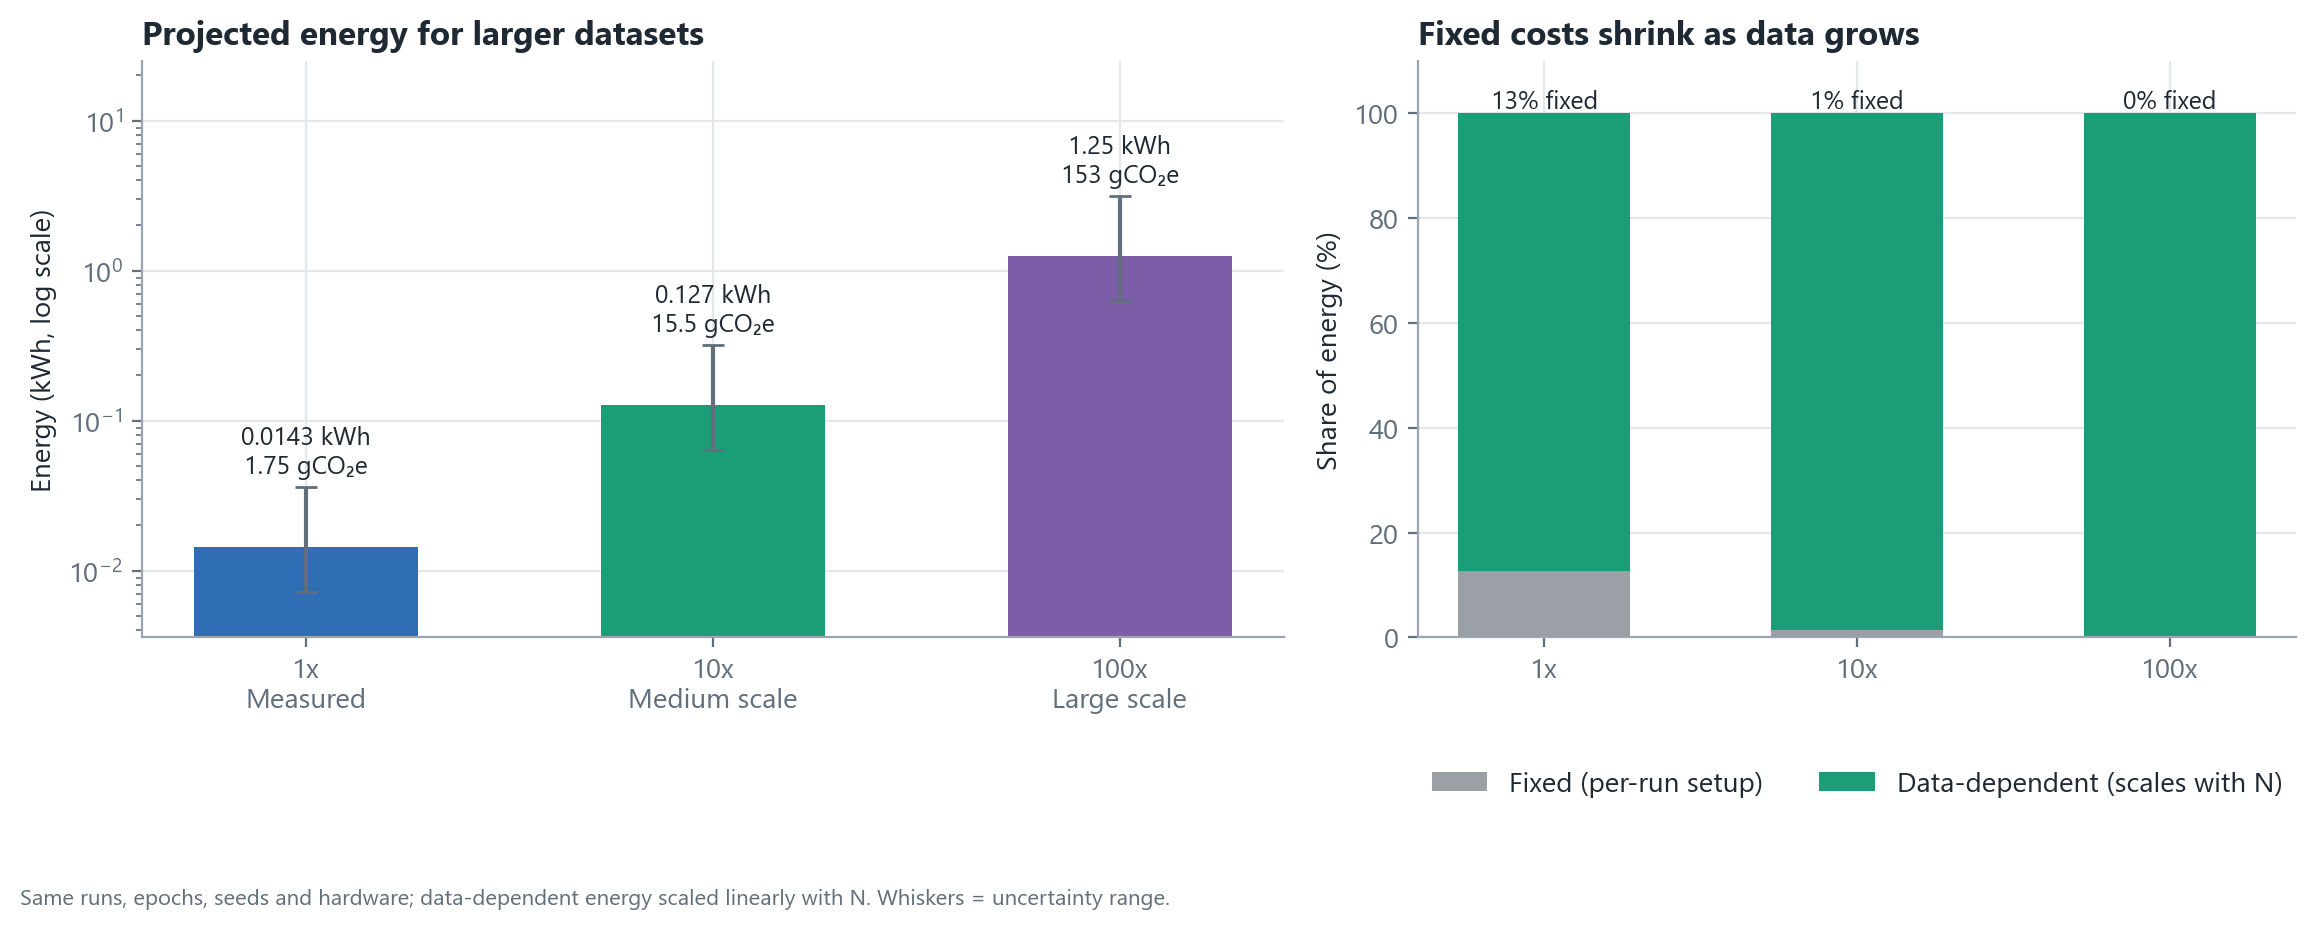 Projected energy for larger datasets
Energy (kWh, log scale)
10¹
10⁰
10⁻¹
10⁻²
0.0143 kWh
1.75 gCO₂e
0.127 kWh
15.5 gCO₂e
1.25 kWh
153 gCO₂e
1x
Measured
10x
Medium scale
100x
Large scale
Fixed costs shrink as data grows
Share of energy (%)
100
80
60
40
20
0
13% fixed
1% fixed
0% fixed
1x
10x
100x
Fixed (per-run setup)
Data-dependent (scales with N)
Same runs, epochs, seeds and hardware; data-dependent energy scaled linearly with N. Whiskers = uncertainty range.